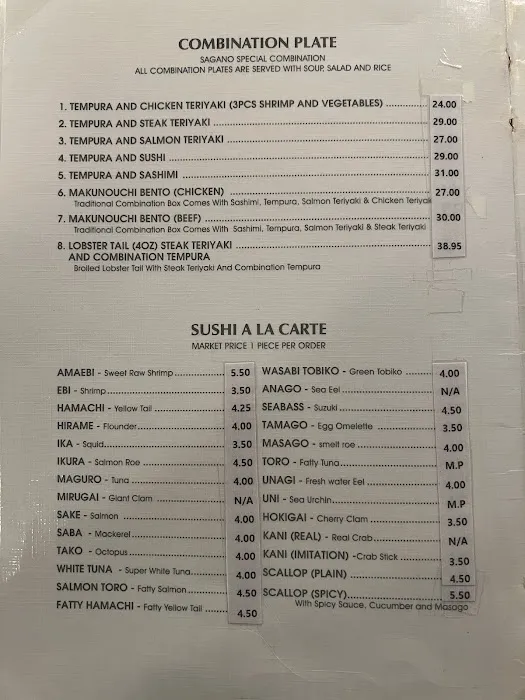 COMBINATION PLATE
SAGANO SPECIAL COMBINATION
ALL COMBINATION PLATES ARE SERVED WITH SOUP, SALAD AND RICE
1. TEMPURA AND CHICKEN TERIYAKI (3PCS SHRIMP AND VEGETABLES) 24.00
2. TEMPURA AND STEAK TERIYAKI 29.00
3. TEMPURA AND SALMON TERIYAKI 27.00
4. TEMPURA AND SUSHI 29.00
5. TEMPURA AND SASHIMI 31.00
6. MAKUNOUCHI BENTO (CHICKEN) 27.00
Traditional Combination Box Comes With Sashimi, Tempura, Salmon Teriyaki & Chicken Teriyak
7. MAKUNOUCHI BENTO (BEEF) 30.00
Traditional Combination Box Comes With Sashimi, Tempura, Salmon Teriyaki & Steak Teriyaki
8. LOBSTER TAIL (4OZ) STEAK TERIYAKI 38.95
AND COMBINATION TEMPURA
Broiled Lobster Tail With Steak Teriyaki And Combination Tempura
SUSHI A LA CARTE
MARKET PRICE 1 PIECE PER ORDER
AMAEBI - Sweet Raw Shrimp 5.50
EBI - Shrimp 3.50
HAMACHI - Yellow Tail 4.25
HIRAME - Flounder 4.00
IKA - Squid 3.50
IKURA - Salmon Roe 4.50
MAGURO - Tuna 4.00
MIRUGAI - Giant Clam N/A
SAKE - Salmon 4.00
SABA - Mackerel 4.00
TAKO - Octopus 4.00
WHITE TUNA - Super White Tuna 4.00
SALMON TORO - Fatty Salmon 4.50
FATTY HAMACHI - Fatty Yellow Tail 4.50
WASABI TOBIKO - Green Tobiko 4.00
ANAGO - Sea Eel N/A
SEABASS - Suzuki 4.50
TAMAGO - Egg Omelette 3.50
MASAGO - smelt roe 4.00
TORO - Fatty Tuna M.P
UNAGI - Fresh water Eel 4.00
UNI - Sea Urchin M.P
HOKIGAI - Cherry Clam 3.50
KANI (REAL) - Real Crab N/A
KANI (IMITATION) -Crab Stick 3.50
SCALLOP (PLAIN) 4.50
SCALLOP (SPICY) 5.50
With Spicy Sauce, Cucumber and Masago